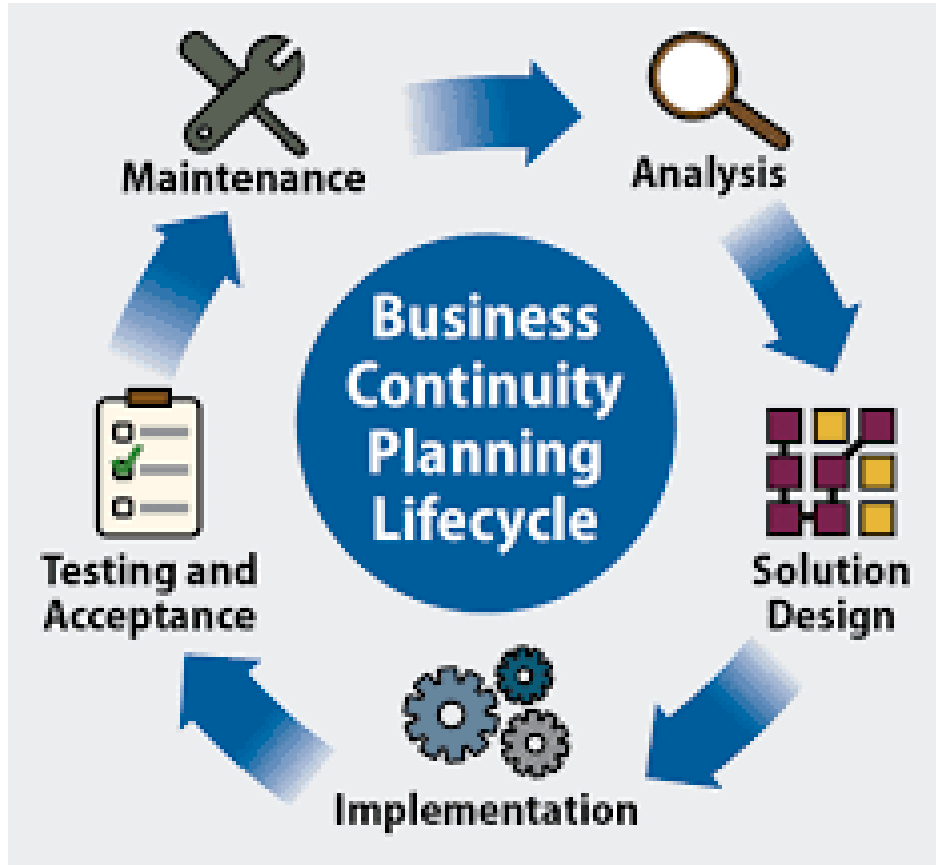 Maintenance
Analysis
Business
Continuity
Planning
Lifecycle
Testing and
Acceptance
Solution
Design
Implementation